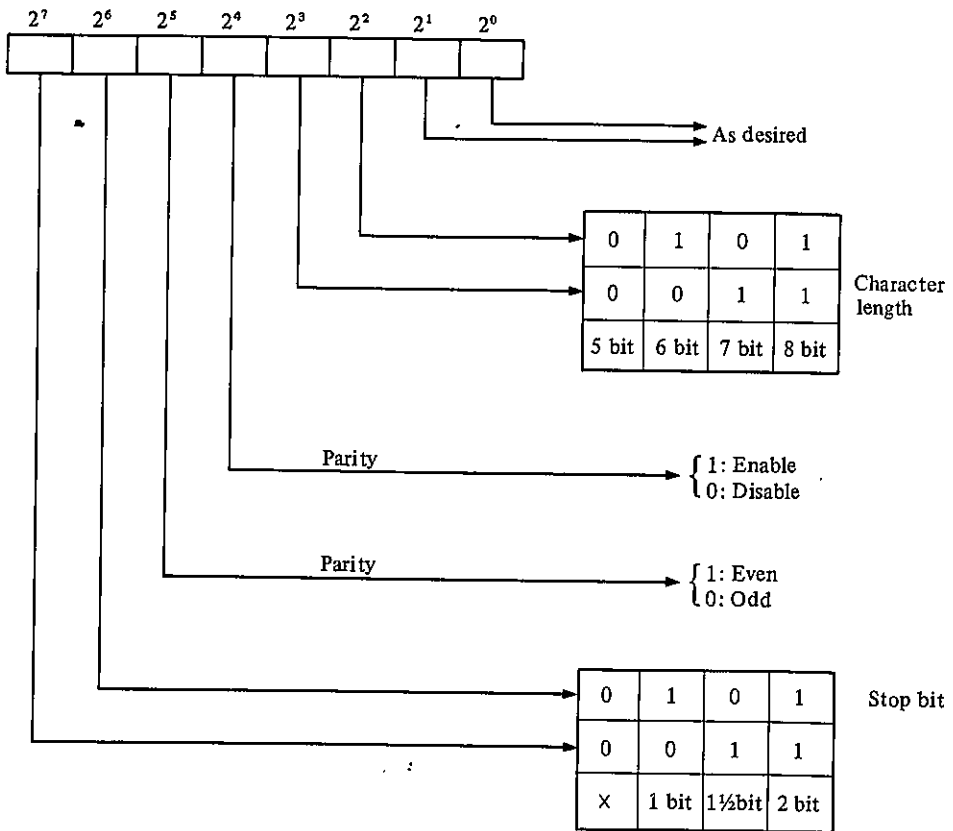 2⁷ 2⁶ 2⁵ 2⁴ 2³ 2² 2¹ 2⁰
As desired
0 1 0 1
0 0 1 1
5 bit 6 bit 7 bit 8 bit
Character
length
Parity
1: Enable
0: Disable
Parity
1: Even
0: Odd
0 1 0 1
Stop bit
0 0 1 1
X 1 bit 1½bit 2 bit